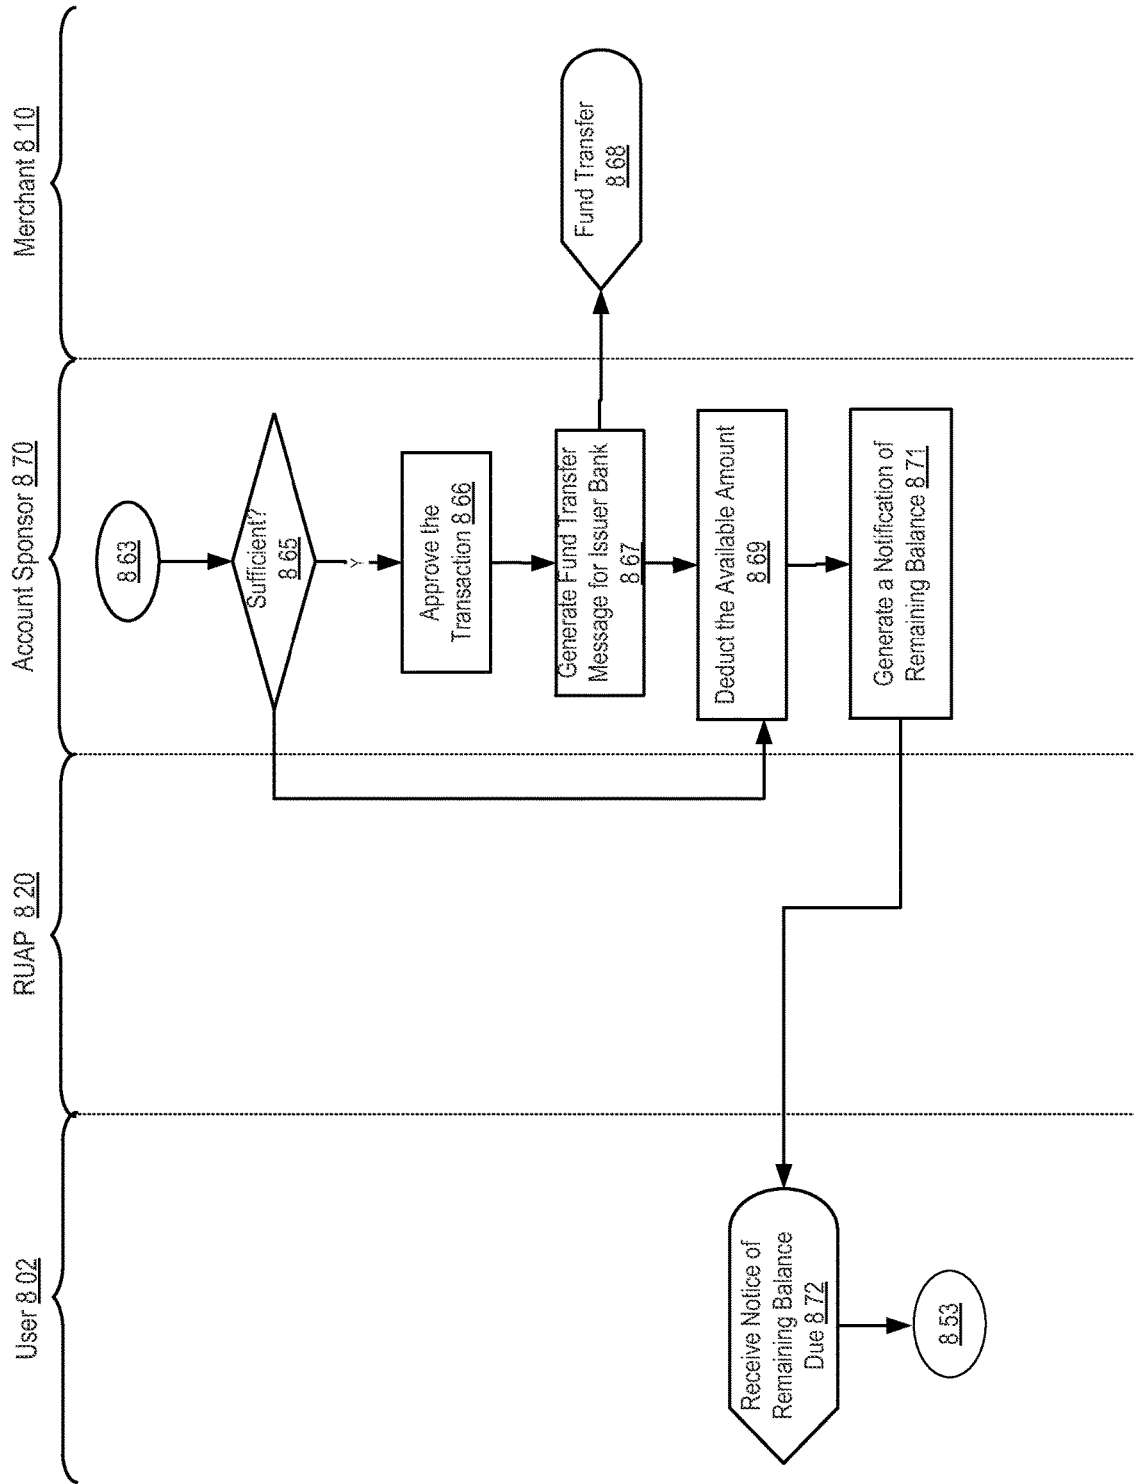 User 8 02
RUAP 8 20
Account Sponsor 8 70
Merchant 8 10
8 63
Sufficient?
8 65
Y
Approve the
Transaction 8 66
Generate Fund Transfer
Message for Issuer Bank
8 67
Fund Transfer
8 68
Deduct the Available Amount
8 69
Generate a Notification of
Remaining Balance 8 71
Receive Notice of
Remaining Balance
Due 8 72
8 53